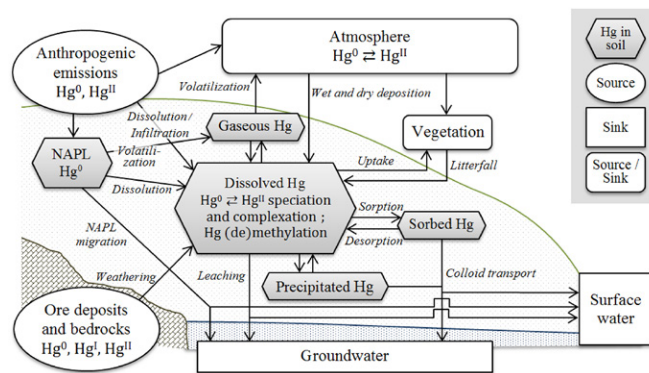 Anthropogenic
emissions
Hg⁰, Hgᴵᴵ
Atmosphere
Hg⁰ ⇄ Hgᴵᴵ
Hg in
soil
Source
Sink
Source /
Sink
Volatilization
Wet and dry deposition
Dissolution/
Infiltration
Gaseous Hg
Vegetation
NAPL
Hg⁰
Volatili-
zation
Dissolution
Uptake
Litterfall
Dissolved Hg
Hg⁰ ⇄ Hgᴵᴵ speciation
and complexation ;
Hg (de)methylation
Sorption
Desorption
Sorbed Hg
NAPL
migration
Weathering
Leaching
Precipitated Hg
Colloid transport
Ore deposits
and bedrocks
Hg⁰, Hgᴵ, Hgᴵᴵ
Surface
water
Groundwater